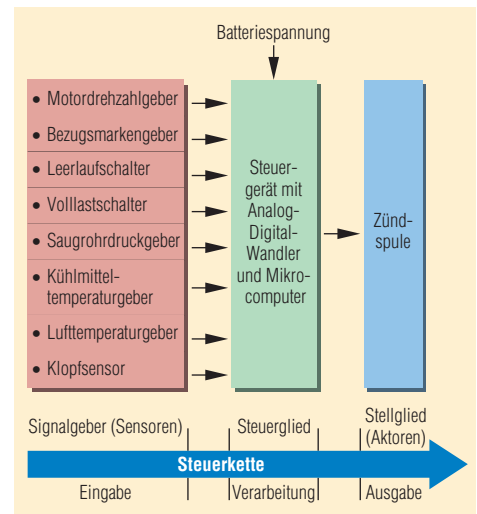 Batteriespannung
• Motordrehzahlgeber
• Bezugsmarkengeber
• Leerlaufschalter
• Volllastschalter
• Saugrohrdruckgeber
• Kühlmittel-
temperaturgeber
• Lufttemperaturgeber
• Klopfsensor
Steuer-
gerät mit
Analog-
Digital-
Wandler
und Mikro-
computer
Zünd-
spule
Signalgeber (Sensoren)
Steuerglied
Stellglied
(Aktoren)
Steuerkette
Eingabe
Verarbeitung
Ausgabe